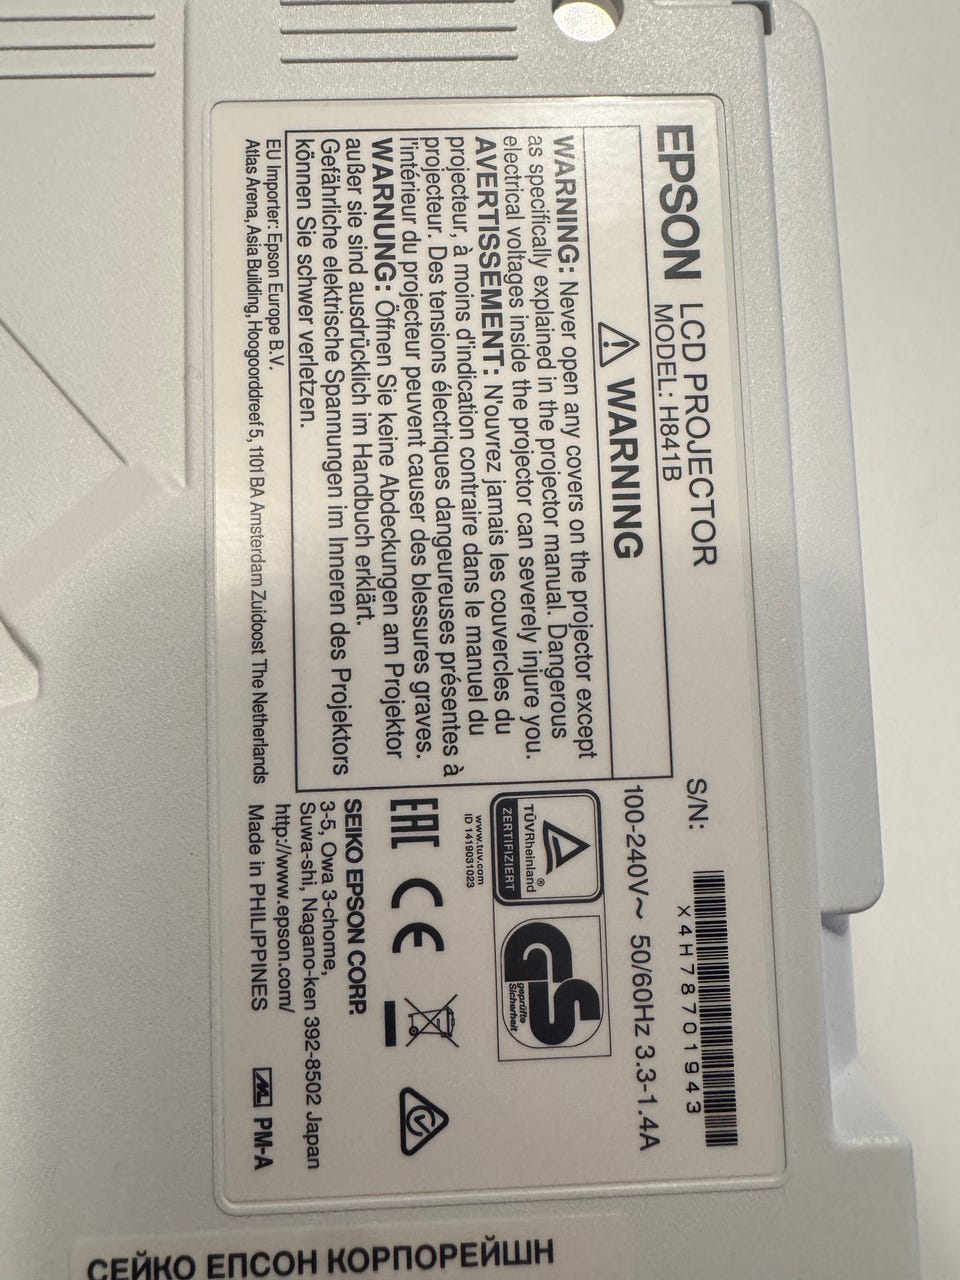 EPSON LCD PROJECTOR
MODEL: H841B
WARNING
WARNING: Never open any covers on the projector except
as specifically explained in the projector manual. Dangerous
electrical voltages inside the projector can severely injure you.
AVERTISSEMENT: N'ouvrez jamais les couvercles du
projecteur, à moins d'indication contraire dans le manuel du
projecteur. Des tensions électriques dangereuses présentes à
l'intérieur du projecteur peuvent causer des blessures graves.
WARNUNG: Öffnen Sie keine Abdeckungen am Projektor
außer sie sind ausdrücklich im Handbuch erklärt.
Gefährliche elektrische Spannungen im Inneren des Projektors
können Sie schwer verletzen.
EU Importer: Epson Europe B.V.
Atlas Arena, Asia Building, Hoogoorddreef 5, 1101 BA Amsterdam Zuidoost The Netherlands
S/N:
X4H78701943
100-240V~ 50/60Hz 3.3-1.4A
TÜVRheinland®
ZERTIFIZIERT
GS
geprüfte
Sicherheit
www.tuv.com
ID 1419031023
EAC CE
SEIKO EPSON CORP.
3-5, Owa 3-chome,
Suwa-shi, Nagano-ken 392-8502 Japan
http://www.epson.com/
Made in PHILIPPINES
PM-A
СЕЙКО ЕПСОН КОРПОРЕЙШН